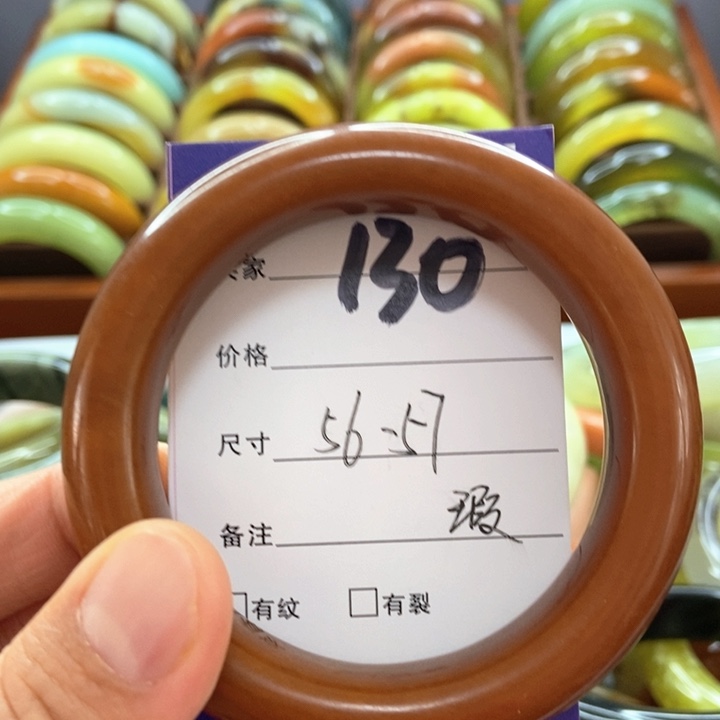 家 130
价格
尺寸 56-57
备注 瑕
□有纹 □有裂